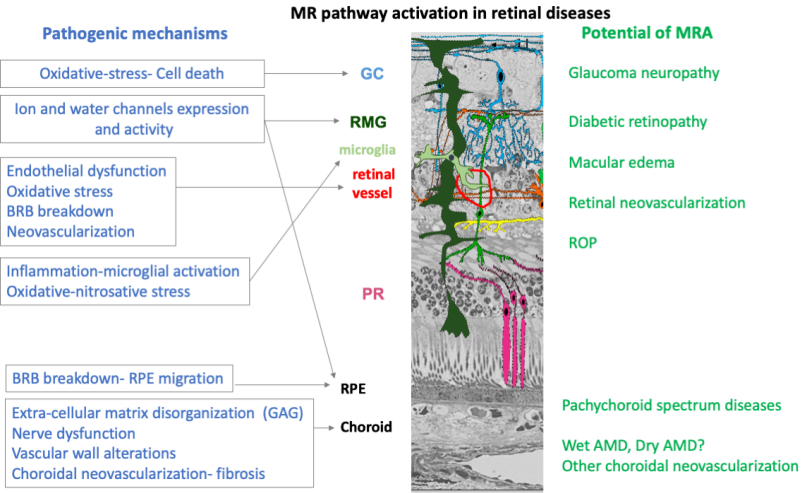 MR pathway activation in retinal diseases
Pathogenic mechanisms
Potential of MRA
Oxidative-stress- Cell death
GC
Glaucoma neuropathy
Ion and water channels expression
and activity
RMG
Diabetic retinopathy
microglia
Macular edema
Endothelial dysfunction
Oxidative stress
BRB breakdown
Neovascularization
retinal
vessel
Retinal neovascularization
ROP
Inflammation-microglial activation
Oxidative-nitrosative stress
PR
BRB breakdown- RPE migration
RPE
Extra-cellular matrix disorganization (GAG)
Nerve dysfunction
Vascular wall alterations
Choroidal neovascularization- fibrosis
Choroid
Pachychoroid spectrum diseases
Wet AMD, Dry AMD?
Other choroidal neovascularization